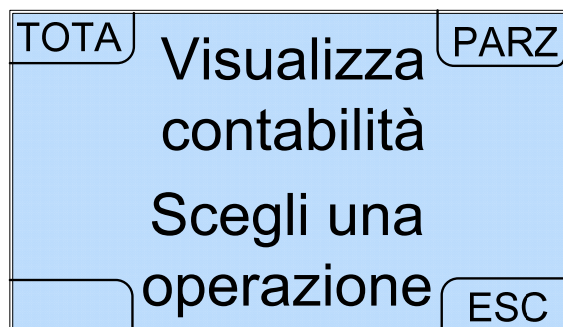 TOTA
PARZ
Visualizza
contabilità
Scegli una
operazione
ESC